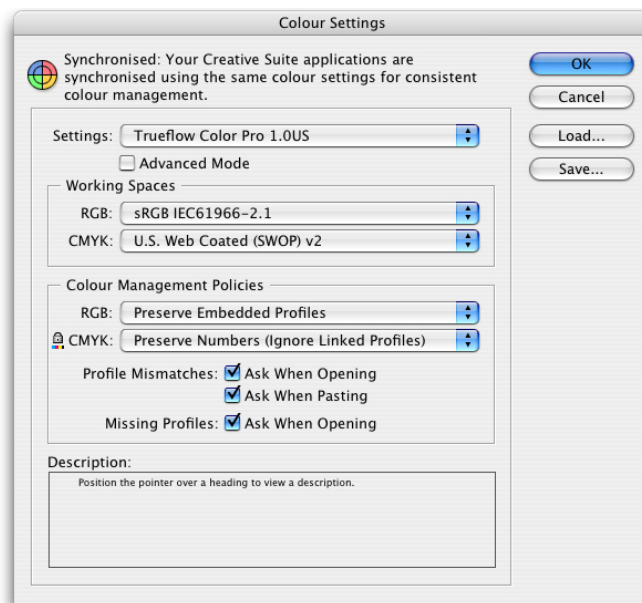 Colour Settings
Synchronised: Your Creative Suite applications are
synchronised using the same colour settings for consistent
colour management.
OK
Cancel
Load...
Save...
Settings: Trueflow Color Pro 1.0US
Advanced Mode
Working Spaces
RGB: sRGB IEC61966-2.1
CMYK: U.S. Web Coated (SWOP) v2
Colour Management Policies
RGB: Preserve Embedded Profiles
CMYK: Preserve Numbers (Ignore Linked Profiles)
Profile Mismatches: Ask When Opening
Ask When Pasting
Missing Profiles: Ask When Opening
Description:
Position the pointer over a heading to view a description.